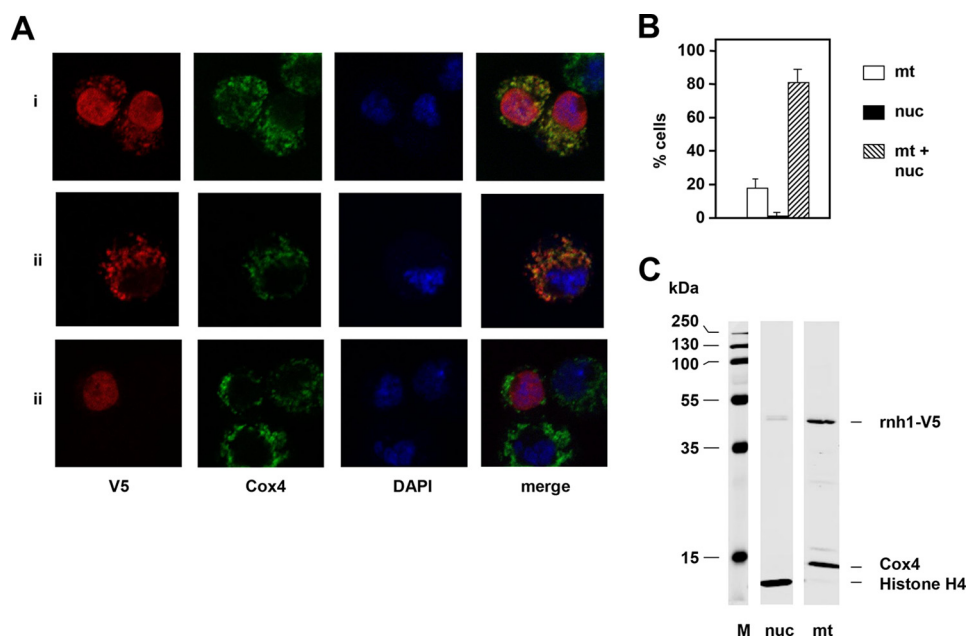 A
i
ii
ii
V5 Cox4 DAPI merge
B
% cells
100
80
60
40
20
0
mt
nuc
mt +
nuc
C
kDa
250
130
100
55
35
15
rnh1-V5
Cox4
Histone H4
M nuc mt